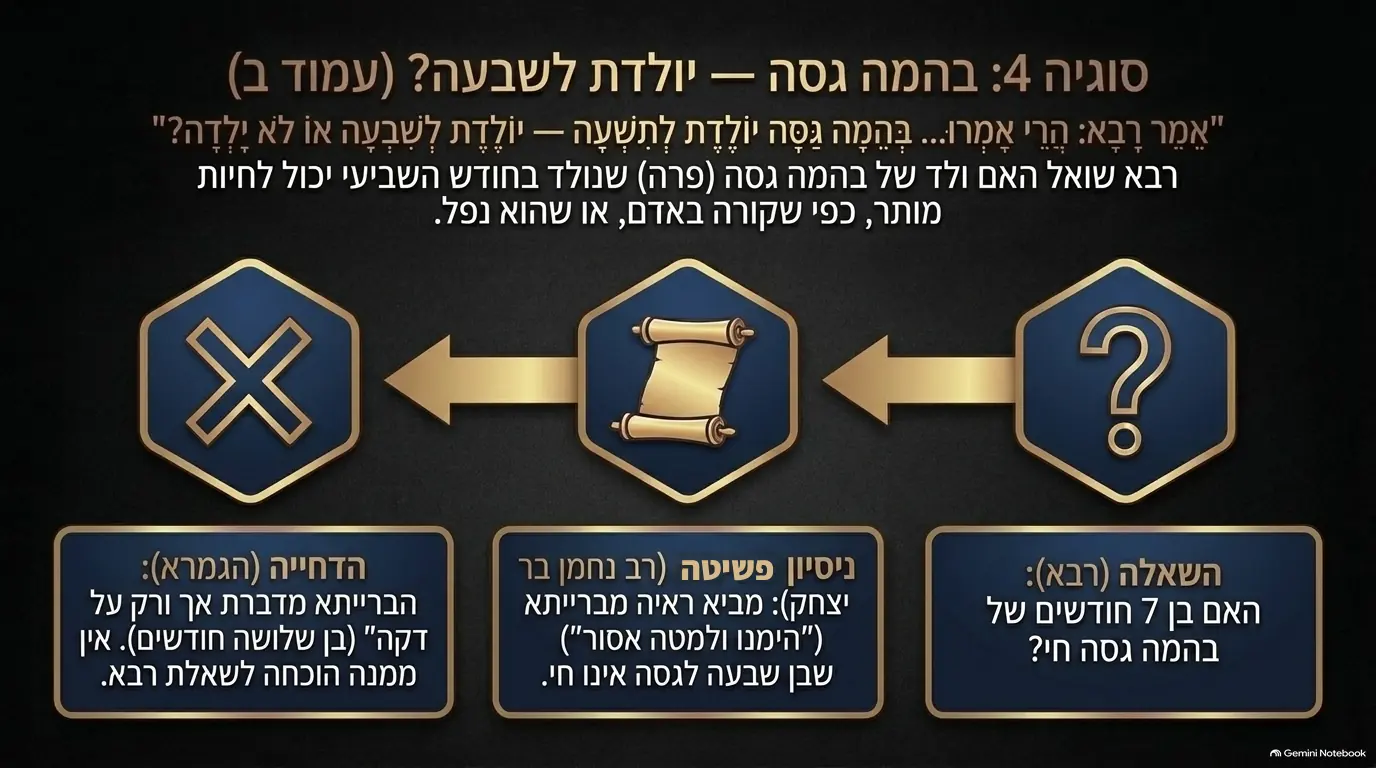 סוגיה 4: בהמה גסה — יולדת לשבעה? (עמוד ב)
"אֵמֵר רָבָא: הֲרֵי אָמְרוּ... בְּהֵמָה גַּסָּה יוֹלֶדֶת לְתִשְׁעָה — יוֹלֶדֶת לְשִׁבְעָה אוֹ לֹא יָלְדָה?"
רבא שואל האם ולד של בהמה גסה (פרה) שנולד בחודש השביעי יכול לחיות
מותר, כפי שקורה באדם, או שהוא נפל.
השאלה (רבא):
האם בן 7 חודשים של
בהמה גסה חי?
ניסיון פשיטה (רב נחמן בר
יצחק): מביא ראיה מברייתא
("הימנו ולמטה אסור")
שבן שבעה לגסה אינו חי.
הדחייה (הגמרא):
הברייתא מדברת אך ורק על
דקה" (בן שלושה חודשים). אין
ממנה הוכחה לשאלת רבא.
Gemini Notebook